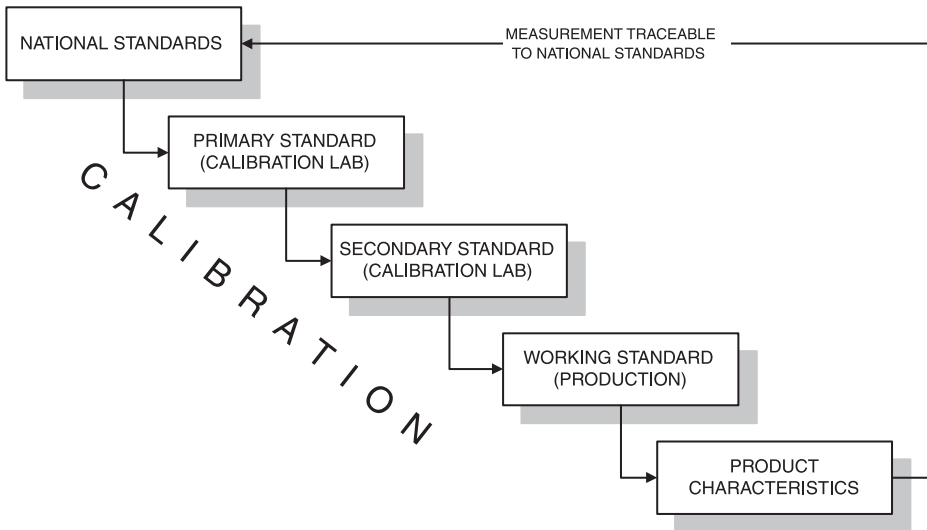 NATIONAL STANDARDS
MEASUREMENT TRACEABLE
TO NATIONAL STANDARDS
PRIMARY STANDARD
(CALIBRATION LAB)
SECONDARY STANDARD
(CALIBRATION LAB)
WORKING STANDARD
(PRODUCTION)
PRODUCT
CHARACTERISTICS
CALIBRATION